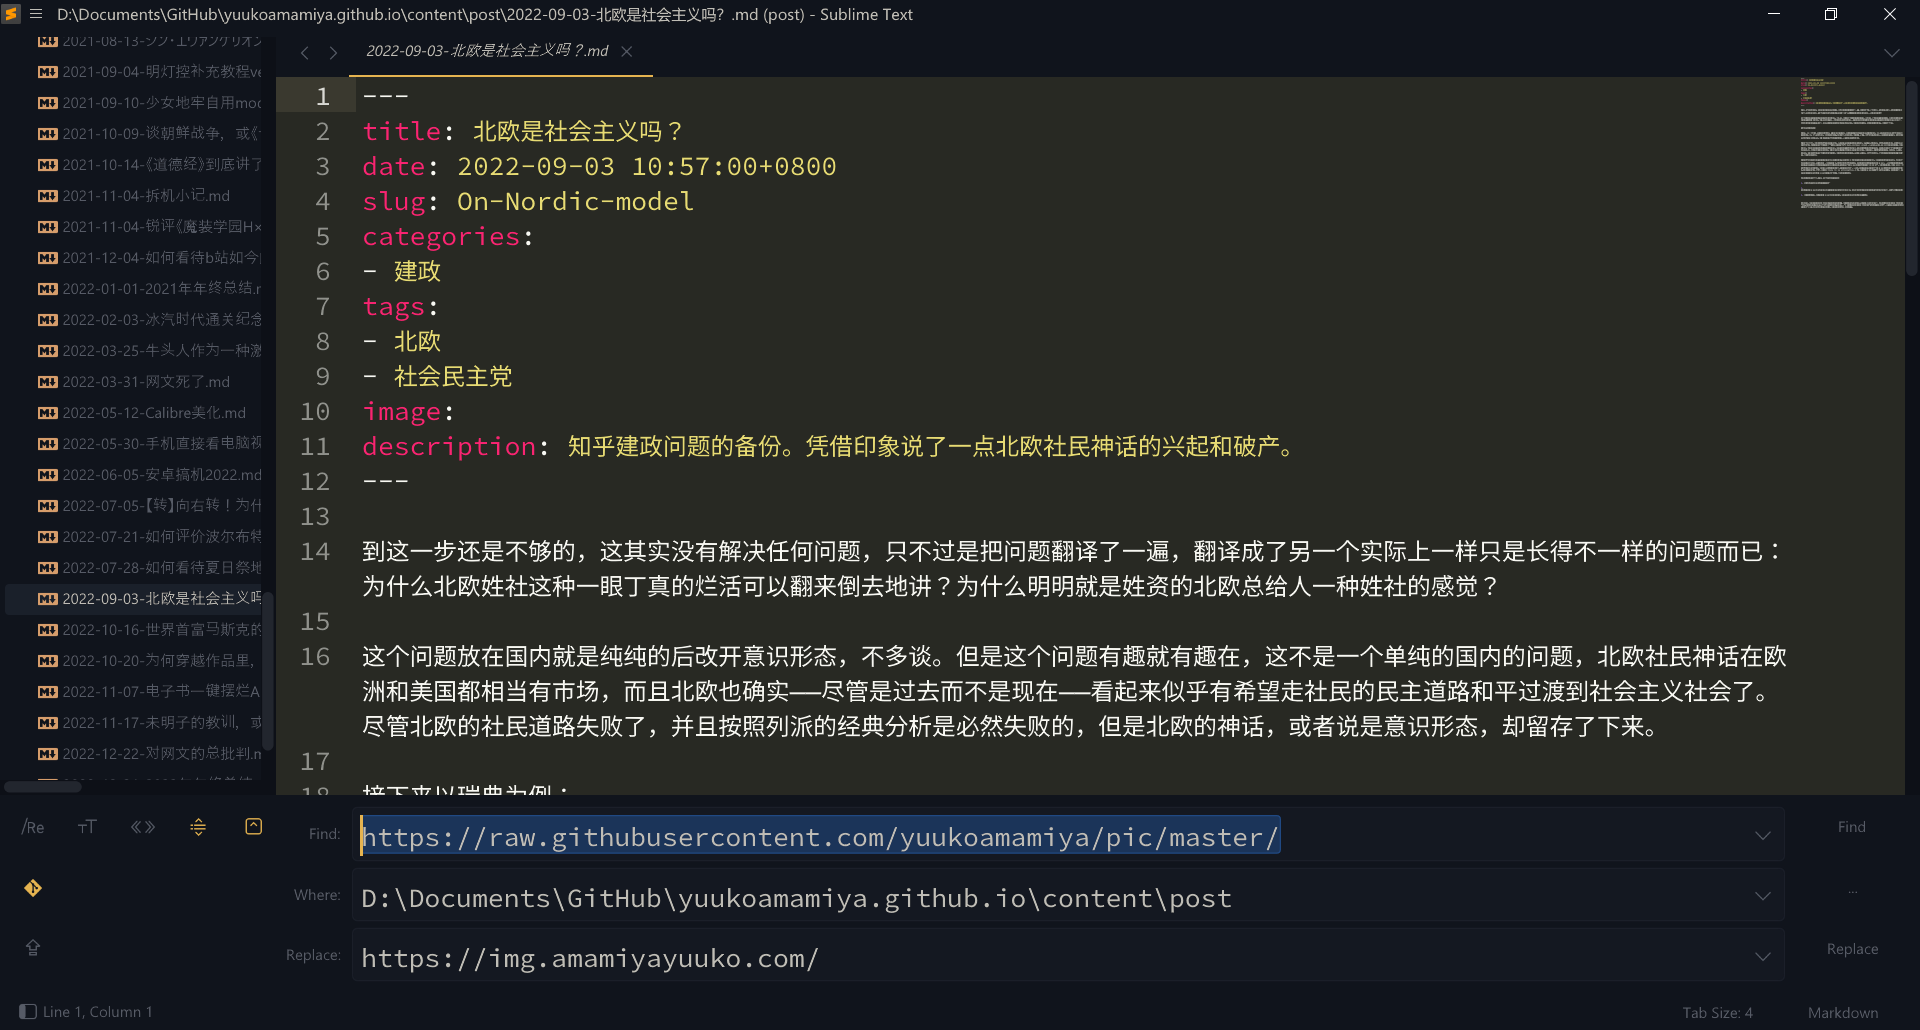 D:\Documents\GitHub\yuukoamamiya.github.io\content\post\2022-09-03-北欧是社会主义吗？.md (post) - Sublime Text
2022-09-03-北欧是社会主义吗？.md
2021-08-13-シン・エヴァンゲリオン
2021-09-04-明灯控补充教程ve
2021-09-10-少女地牢自用mod
2021-10-09-谈朝鲜战争，或《
2021-10-14-《道德经》到底讲了
2021-11-04-拆机小记.md
2021-11-04-锐评《魔装学园H×
2021-12-04-如何看待b站如今
2022-01-01-2021年年终总结.r
2022-02-03-冰汽时代通关纪念
2022-03-25-牛头人作为一种激
2022-03-31-网文死了.md
2022-05-12-Calibre美化.md
2022-05-30-手机直接看电脑视
2022-06-05-安卓搞机2022.md
2022-07-05-【转】向右转！为什
2022-07-21-如何评价波尔布特
2022-07-28-如何看待夏日祭地
2022-09-03-北欧是社会主义吗
2022-10-16-世界首富马斯克的
2022-10-20-为何穿越作品里，
2022-11-07-电子书一键摆烂A
2022-11-17-未明子的教训，或
2022-12-22-对网文的总批判.m
1 ---
2 title: 北欧是社会主义吗？
3 date: 2022-09-03 10:57:00+0800
4 slug: On-Nordic-model
5 categories:
6 - 建政
7 tags:
8 - 北欧
9 - 社会民主党
10 image:
11 description: 知乎建政问题的备份。凭借印象说了一点北欧社民神话的兴起和破产。
12 ---
13
14 到这一步还是不够的，这其实没有解决任何问题，只不过是把问题翻译了一遍，翻译成了另一个实际上一样只是长得不一样的问题而已：
为什么北欧姓社这种一眼丁真的烂活可以翻来倒去地讲？为什么明明就是姓资的北欧总给人一种姓社的感觉？
15
16 这个问题放在国内就是纯纯的后改开意识形态，不多谈。但是这个问题有趣就有趣在，这不是一个单纯的国内的问题，北欧社民神话在欧
洲和美国都相当有市场，而且北欧也确实——尽管是过去而不是现在——看起来似乎有希望走社民的民主道路和平过渡到社会主义社会了。
尽管北欧的社民道路失败了，并且按照列派的经典分析是必然失败的，但是北欧的神话，或者说是意识形态，却留存了下来。
17
18 接下来以瑞典为例：
Find: https://raw.githubusercontent.com/yuukoamamiya/pic/master/
Find
Where: D:\Documents\GitHub\yuukoamamiya.github.io\content\post
...
Replace: https://img.amamiyayuuko.com/
Replace
Line 1, Column 1
Tab Size: 4
Markdown